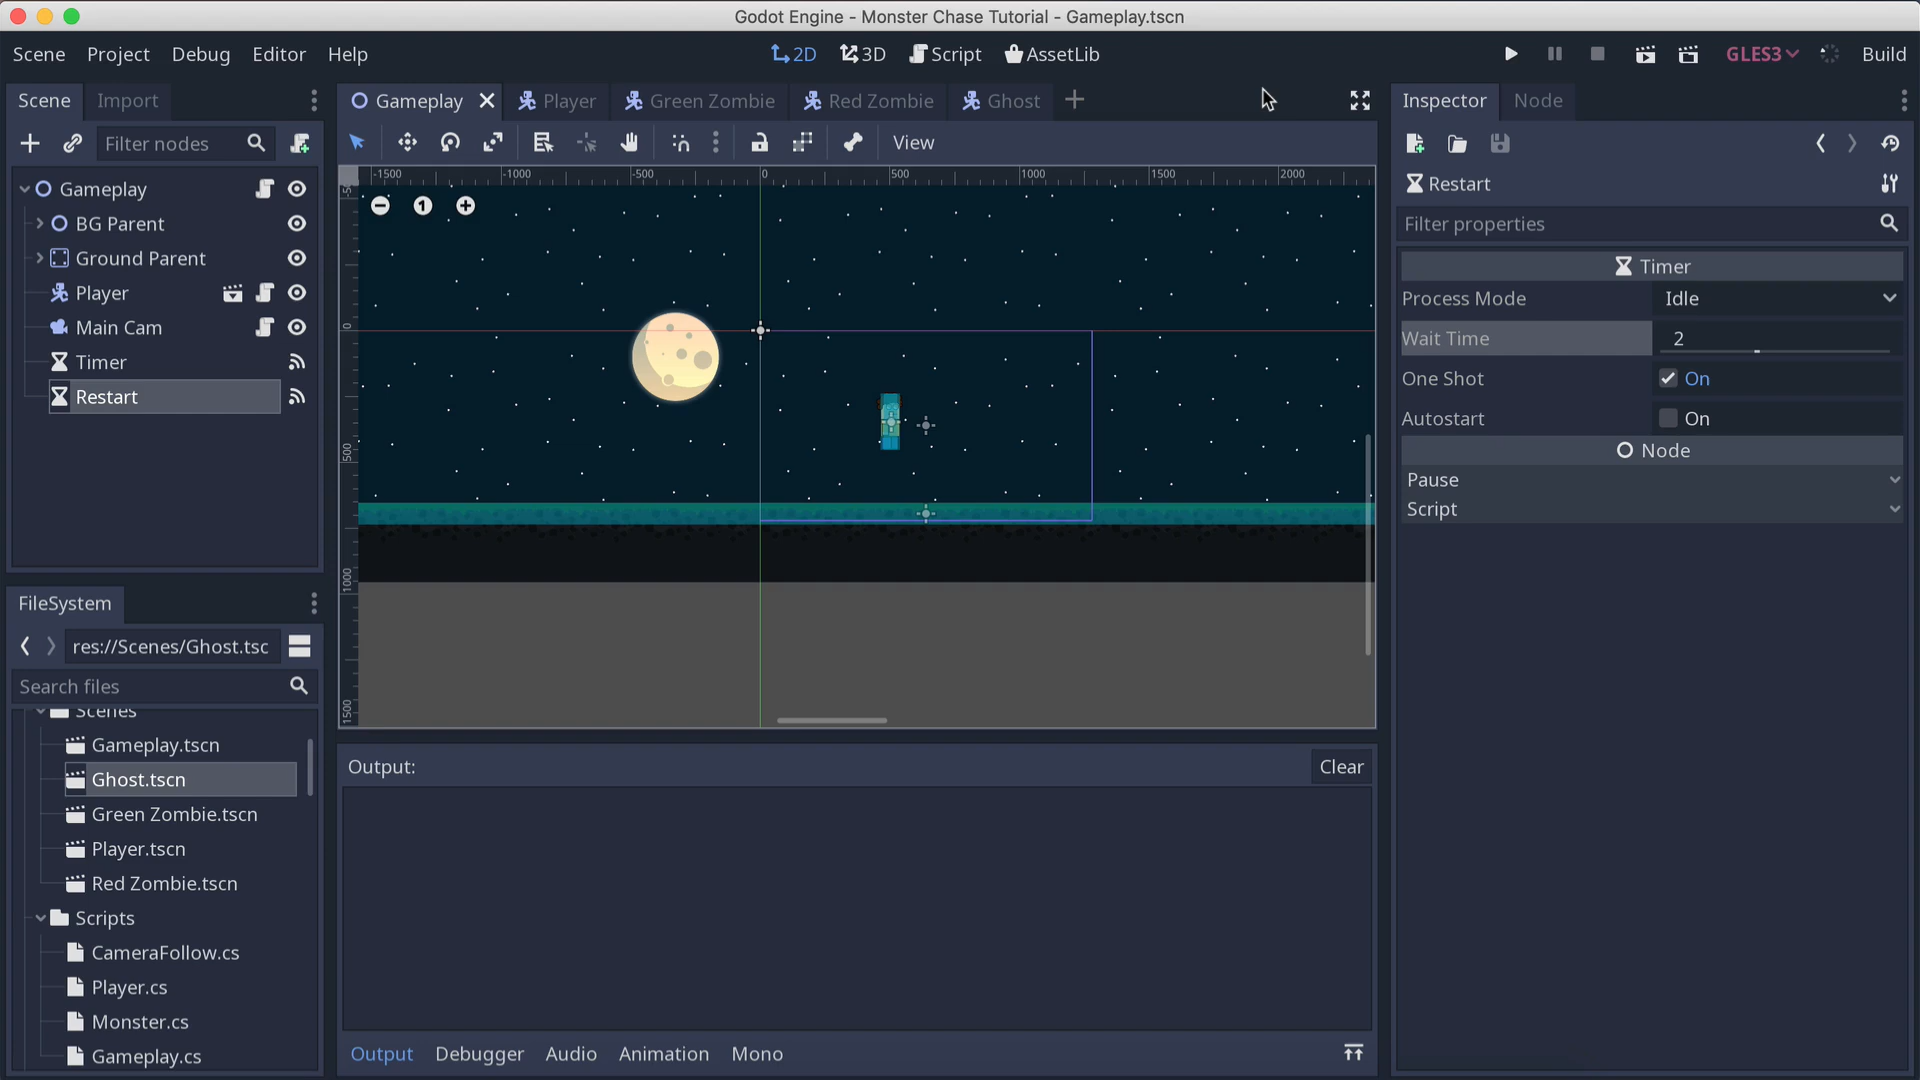 Godot Engine - Monster Chase Tutorial - Gameplay.tscn
Scene Project Debug Editor Help
2D 3D Script AssetLib
GLES3 Build
Scene Import
Filter nodes
Gameplay
BG Parent
Ground Parent
Player
Main Cam
Timer
Restart
FileSystem
res://Scenes/Ghost.tsc
Search files
Scenes
Gameplay.tscn
Ghost.tscn
Green Zombie.tscn
Player.tscn
Red Zombie.tscn
Scripts
CameraFollow.cs
Player.cs
Monster.cs
Gameplay.cs
Gameplay Player Green Zombie Red Zombie Ghost
View
-1500 -1000 -500 0 500 1000 1500 2000
0
500
1000
1500
1
Output:
Clear
Output Debugger Audio Animation Mono
Inspector Node
Restart
Filter properties
Timer
Process Mode Idle
Wait Time 2
One Shot On
Autostart On
Node
Pause
Script